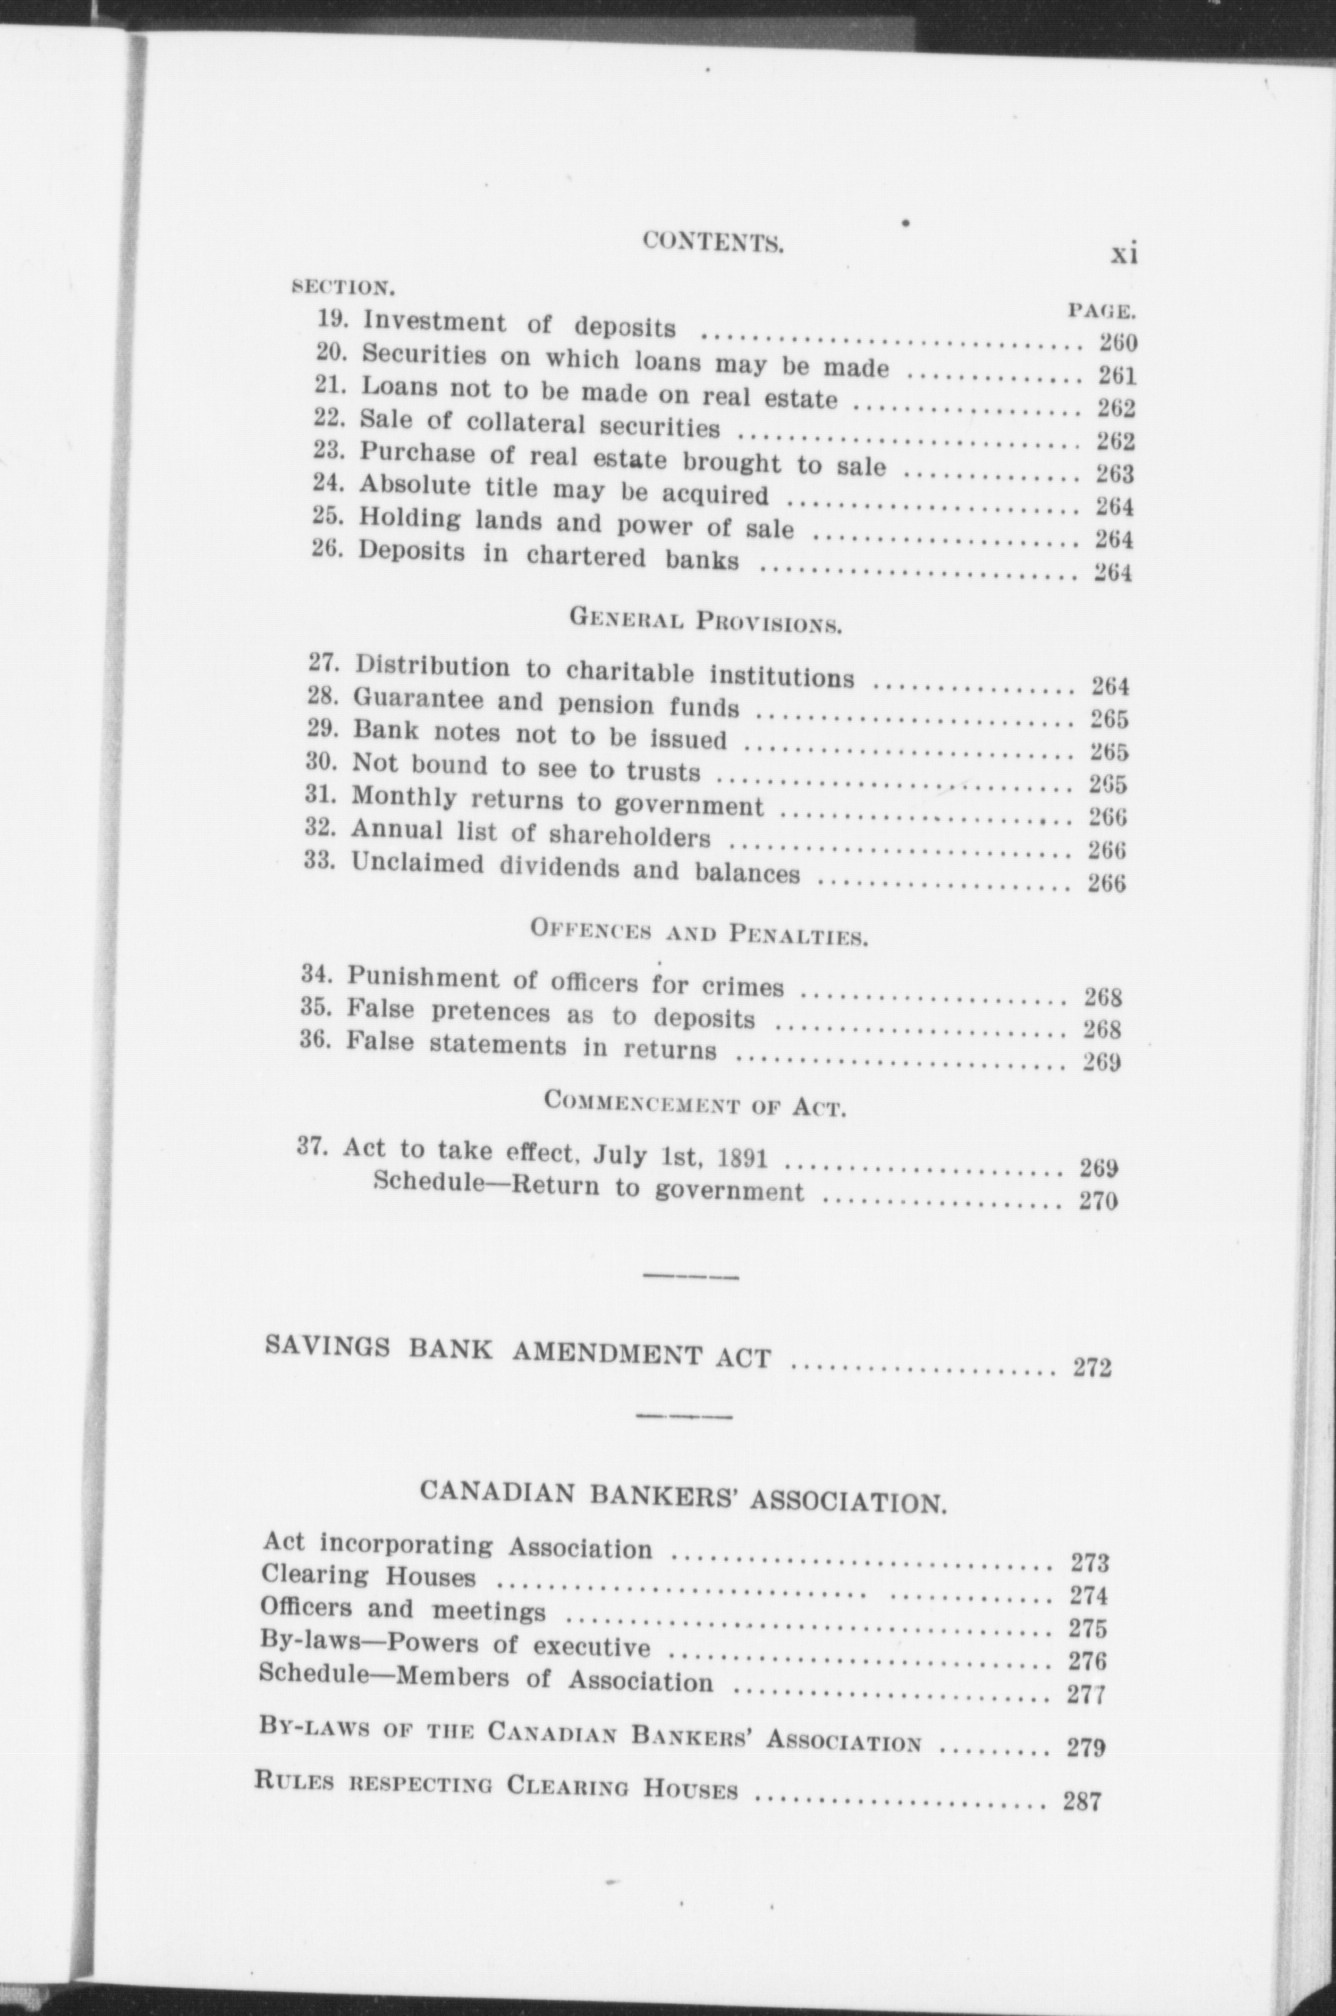 CONTENTS. xi
SECTION. PAGE.
19. Investment of deposits .............................. 260
20. Securities on which loans may be made .............. 261
21. Loans not to be made on real estate .................. 262
22. Sale of collateral securities ........................... 262
23. Purchase of real estate brought to sale .............. 263
24. Absolute title may be acquired ....................... 264
25. Holding lands and power of sale ..................... 264
26. Deposits in chartered banks ......................... 264
GENERAL PROVISIONS.
27. Distribution to charitable institutions ................ 264
28. Guarantee and pension funds ......................... 265
29. Bank notes not to be issued .......................... 265
30. Not bound to see to trusts ............................ 265
31. Monthly returns to government ....................... 266
32. Annual list of shareholders ........................... 266
33. Unclaimed dividends and balances .................... 266
OFFENCES AND PENALTIES.
34. Punishment of officers for crimes ..................... 268
35. False pretences as to deposits ....................... 268
36. False statements in returns .......................... 269
COMMENCEMENT OF ACT.
37. Act to take effect, July 1st, 1891 ...................... 269
Schedule—Return to government ................... 270
SAVINGS BANK AMENDMENT ACT ..................... 272
CANADIAN BANKERS' ASSOCIATION.
Act incorporating Association .............................. 273
Clearing Houses .......................................... 274
Officers and meetings ...................................... 275
By-laws—Powers of executive .............................. 276
Schedule—Members of Association ......................... 277
BY-LAWS OF THE CANADIAN BANKERS' ASSOCIATION ......... 279
RULES RESPECTING CLEARING HOUSES ....................... 287